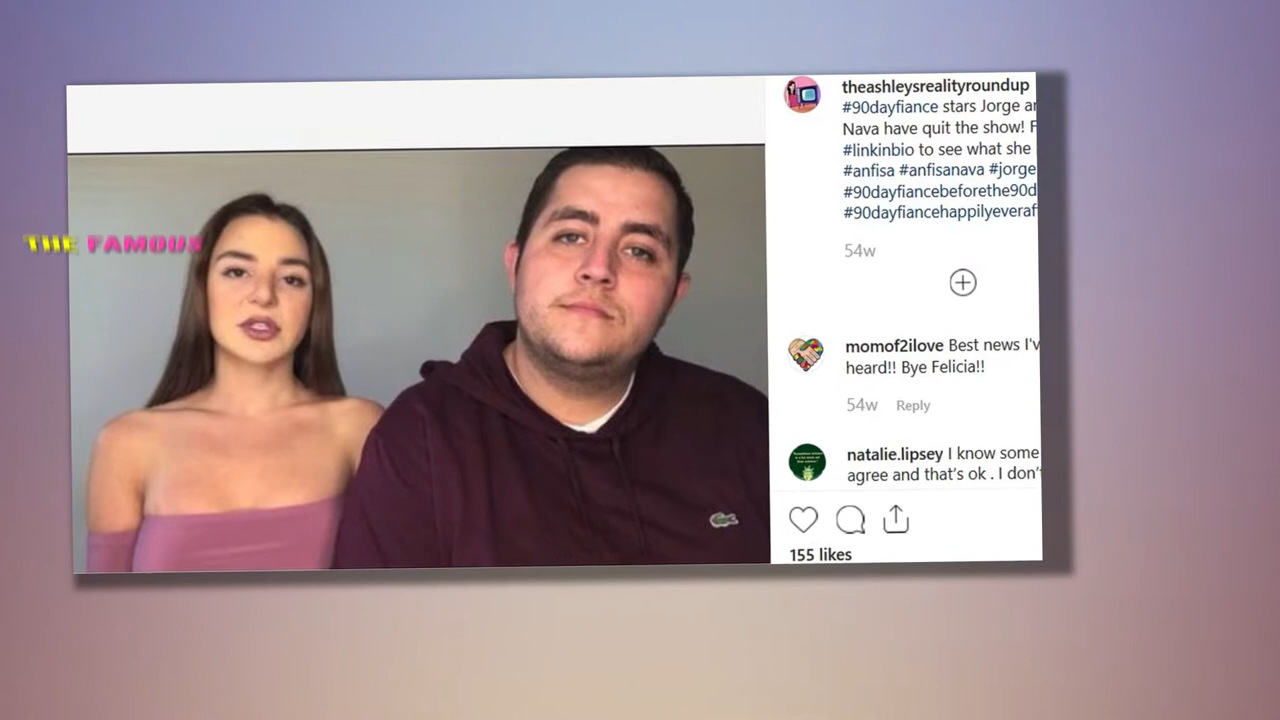 THE FAMOUS
theashleysrealityroundup
#90dayfiance stars Jorge
Nava have quit the show!
#linkinbio to see what she
#anfisa #anfisanava #jorge
#90dayfiancebeforethe90d
#90dayfiancehappilyeveraf
54w
momof2ilove Best news I'v
heard!! Bye Felicia!!
54w Reply
natalie.lipsey I know some
agree and that's ok . I don'
155 likes